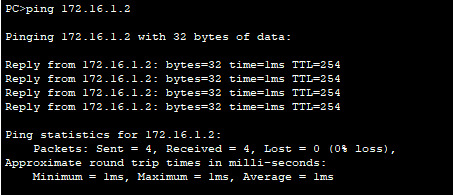 PC>ping 172.16.1.2
Pinging 172.16.1.2 with 32 bytes of data:
Reply from 172.16.1.2: bytes=32 time=1ms TTL=254
Reply from 172.16.1.2: bytes=32 time=1ms TTL=254
Reply from 172.16.1.2: bytes=32 time=1ms TTL=254
Reply from 172.16.1.2: bytes=32 time=1ms TTL=254
Ping statistics for 172.16.1.2:
Packets: Sent = 4, Received = 4, Lost = 0 (0% loss),
Approximate round trip times in milli-seconds:
Minimum = 1ms, Maximum = 1ms, Average = 1ms